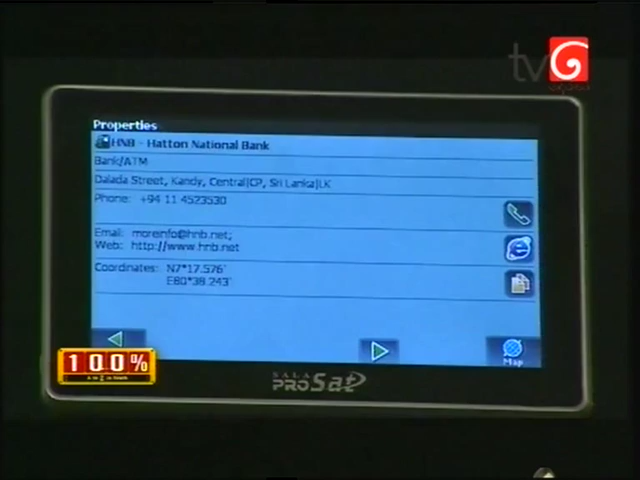 tv
Properties
HNB - Hatton National Bank
Bank/ATM
Dalada Street, Kandy, Central|CP, Sri Lanka|LK
Phone: +94 11 4523530
Email: moreinfo@hnb.net;
Web: http://www.hnb.net
Coordinates: N7°17.576'
E80°38.243'
Map
100%
PRO Sat